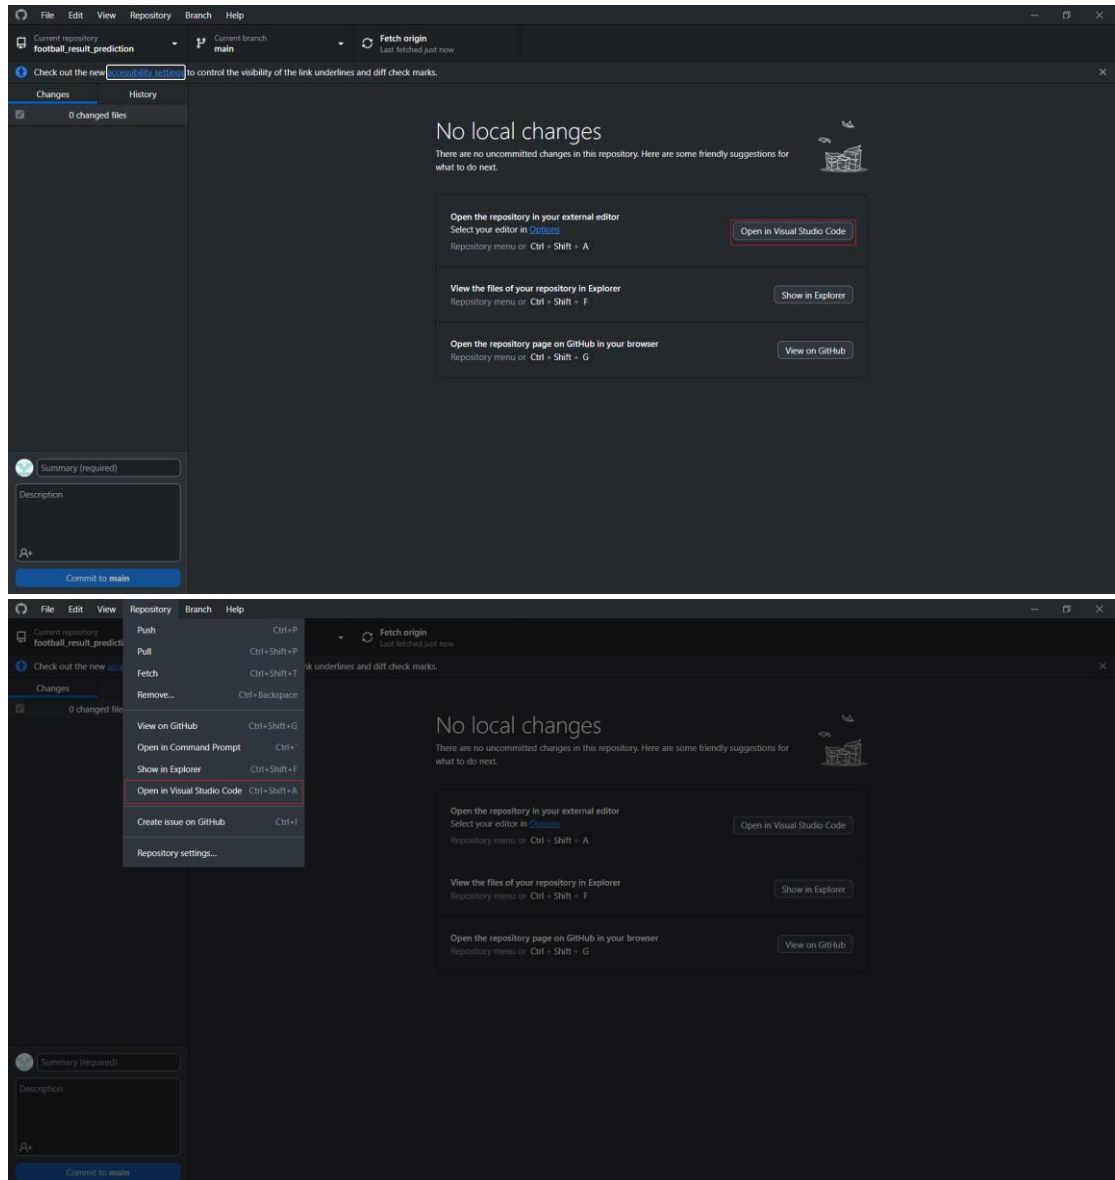 File Edit View Repository Branch Help
Current repository
football_result_prediction
Current branch
main
Fetch origin
Last fetched just now
Check out the new accessibility settings to control the visibility of the link underlines and diff check marks.
Changes History
0 changed files
No local changes
There are no uncommitted changes in this repository. Here are some friendly suggestions for
what to do next.
Open the repository in your external editor
Select your editor in Options
Repository menu or Ctrl + Shift + A
Open in Visual Studio Code
View the files of your repository in Explorer
Repository menu or Ctrl + Shift + F
Show in Explorer
Open the repository page on GitHub in your browser
Repository menu or Ctrl + Shift + G
View on GitHub
Summary (required)
Description
Commit to main
File Edit View Repository Branch Help
Current repository
football_result_predicti
Fetch origin
Last fetched just now
Check out the new acce
nk underlines and diff check marks.
Changes
0 changed file
Push Ctrl+P
Pull Ctrl+Shift+P
Fetch Ctrl+Shift+T
Remove... Ctrl+Backspace
View on GitHub Ctrl+Shift+G
Open in Command Prompt Ctrl+`
Show in Explorer Ctrl+Shift+F
Open in Visual Studio Code Ctrl+Shift+A
Create issue on GitHub Ctrl+I
Repository settings...
No local changes
There are no uncommitted changes in this repository. Here are some friendly suggestions for
what to do next.
Open the repository in your external editor
Select your editor in Options
Repository menu or Ctrl + Shift + A
Open in Visual Studio Code
View the files of your repository in Explorer
Repository menu or Ctrl + Shift + F
Show in Explorer
Open the repository page on GitHub in your browser
Repository menu or Ctrl + Shift + G
View on GitHub
Summary (required)
Description
Commit to main